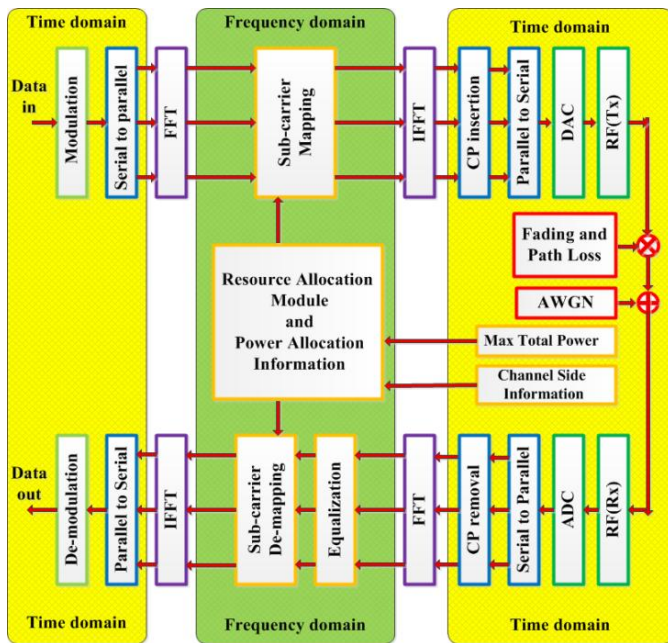 Time domain
Frequency domain
Time domain
Data
in
Modulation
Serial to parallel
FFT
Sub-carrier
Mapping
IFFT
CP insertion
Parallel to Serial
DAC
RF(Tx)
Fading and
Path Loss
AWGN
Resource Allocation
Module
and
Power Allocation
Information
Max Total Power
Channel Side
Information
Data
out
De-modulation
Parallel to Serial
IFFT
Sub-carrier
De-mapping
Equalization
FFT
CP removal
Serial to Parallel
ADC
RF(Rx)
Time domain
Frequency domain
Time domain